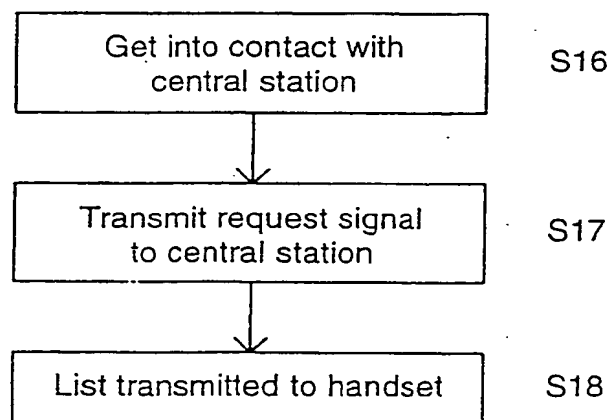 Get into contact with
central station
S16
Transmit request signal
to central station
S17
List transmitted to handset
S18